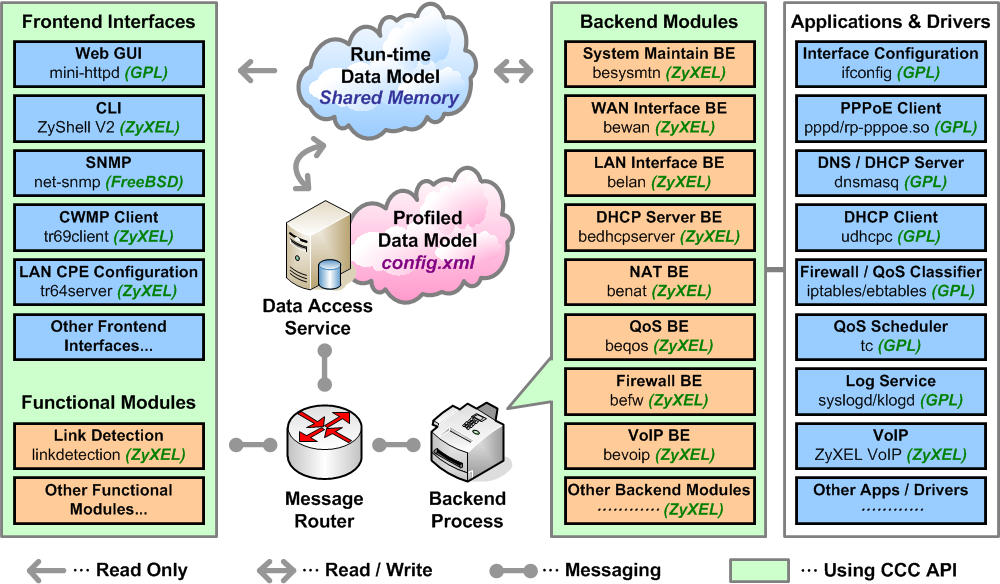 Frontend Interfaces
Web GUI
mini-httpd (GPL)
CLI
ZyShell V2 (ZyXEL)
SNMP
net-snmp (FreeBSD)
CWMP Client
tr69client (ZyXEL)
LAN CPE Configuration
tr64server (ZyXEL)
Other Frontend
Interfaces...
Functional Modules
Link Detection
linkdetection (ZyXEL)
Other Functional
Modules...
Run-time
Data Model
Shared Memory
Profiled
Data Model
config.xml
Data Access
Service
Message
Router
Backend
Process
Backend Modules
System Maintain BE
besysmtn (ZyXEL)
WAN Interface BE
bewan (ZyXEL)
LAN Interface BE
belan (ZyXEL)
DHCP Server BE
bedhcpserver (ZyXEL)
NAT BE
benat (ZyXEL)
QoS BE
beqos (ZyXEL)
Firewall BE
befw (ZyXEL)
VoIP BE
bevoip (ZyXEL)
Other Backend Modules
⋯⋯⋯⋯ (ZyXEL)
Applications & Drivers
Interface Configuration
ifconfig (GPL)
PPPoE Client
pppd/rp-pppoe.so (GPL)
DNS / DHCP Server
dnsmasq (GPL)
DHCP Client
udhcpc (GPL)
Firewall / QoS Classifier
iptables/ebtables (GPL)
QoS Scheduler
tc (GPL)
Log Service
syslogd/klogd (GPL)
VoIP
ZyXEL VoIP (ZyXEL)
Other Apps / Drivers
⋯⋯⋯⋯
⋯ Read Only
⋯ Read / Write
⋯ Messaging
⋯ Using CCC API